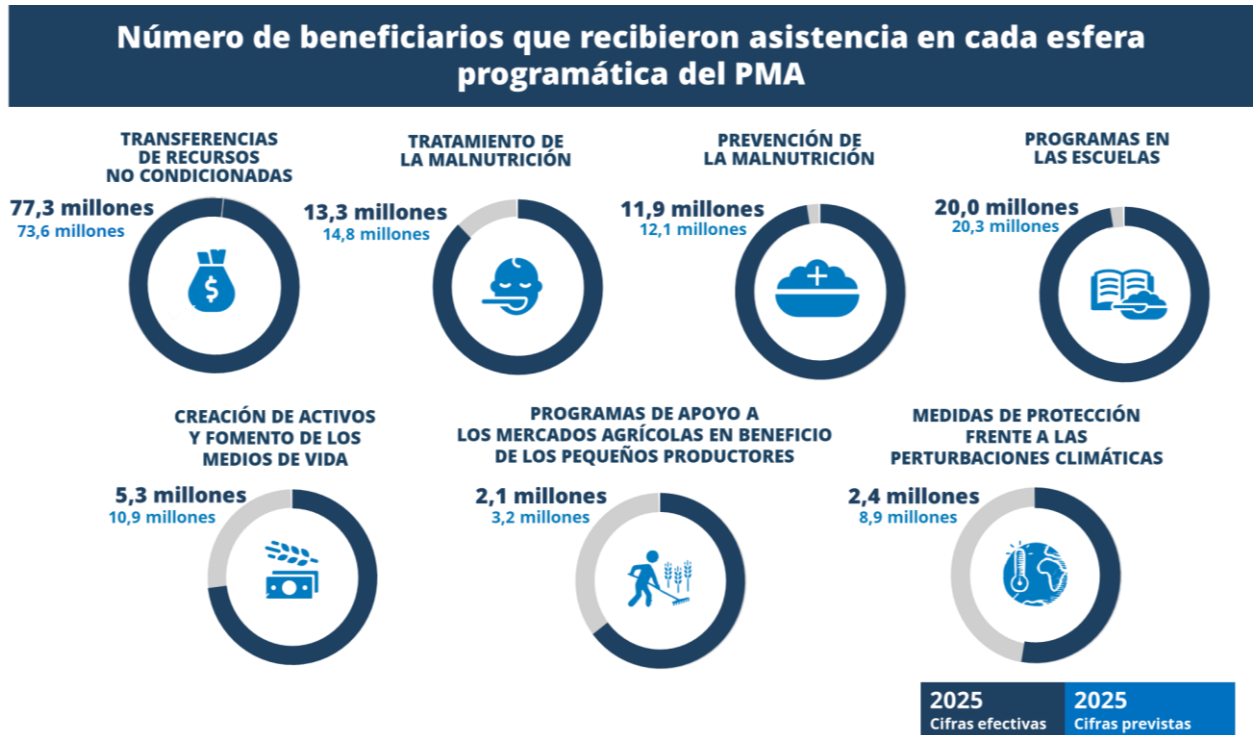 Número de beneficiarios que recibieron asistencia en cada esfera
programática del PMA
TRANSFERENCIAS
DE RECURSOS
NO CONDICIONADAS
77,3 millones
73,6 millones
$
TRATAMIENTO DE
LA MALNUTRICIÓN
13,3 millones
14,8 millones
PREVENCIÓN DE
LA MALNUTRICIÓN
11,9 millones
12,1 millones
PROGRAMAS EN
LAS ESCUELAS
20,0 millones
20,3 millones
CREACIÓN DE ACTIVOS
Y FOMENTO DE LOS
MEDIOS DE VIDA
5,3 millones
10,9 millones
PROGRAMAS DE APOYO A
LOS MERCADOS AGRÍCOLAS EN BENEFICIO
DE LOS PEQUEÑOS PRODUCTORES
2,1 millones
3,2 millones
MEDIDAS DE PROTECCIÓN
FRENTE A LAS
PERTURBACIONES CLIMÁTICAS
2,4 millones
8,9 millones
2025
Cifras efectivas
2025
Cifras previstas